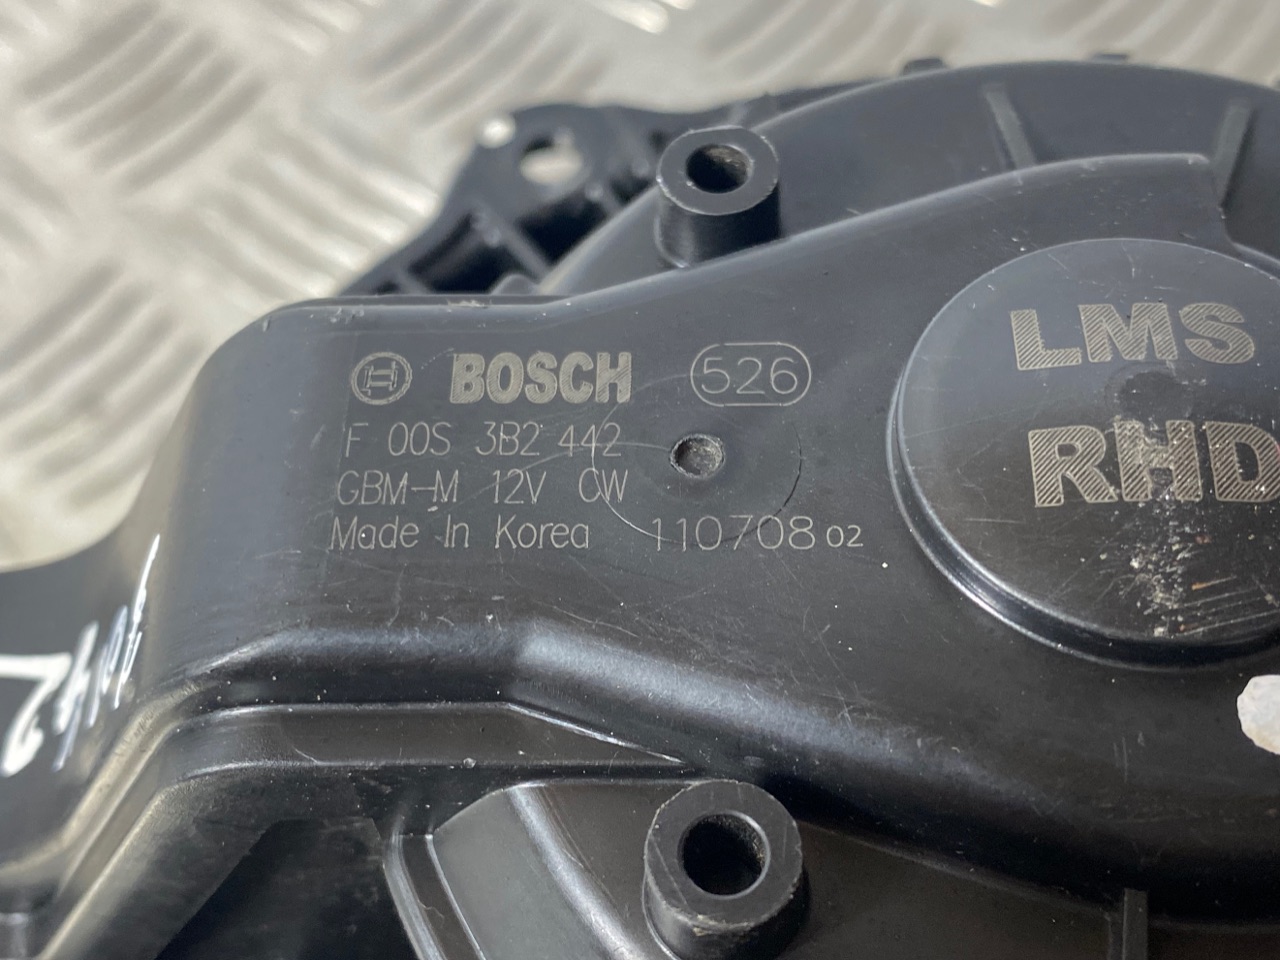 BOSCH 526
F 00S 3B2 442
GBM-M 12V CW
Made In Korea 110708 02
LMS
RHD